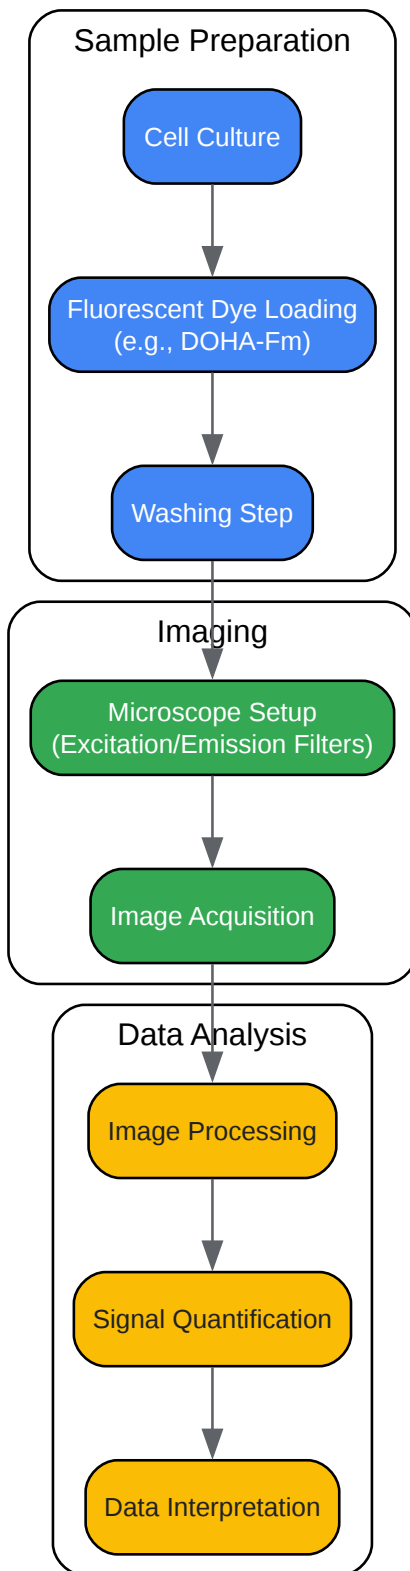 Sample Preparation
Cell Culture
Fluorescent Dye Loading
(e.g., DOHA-Fm)
Washing Step
Imaging
Microscope Setup
(Excitation/Emission Filters)
Image Acquisition
Data Analysis
Image Processing
Signal Quantification
Data Interpretation